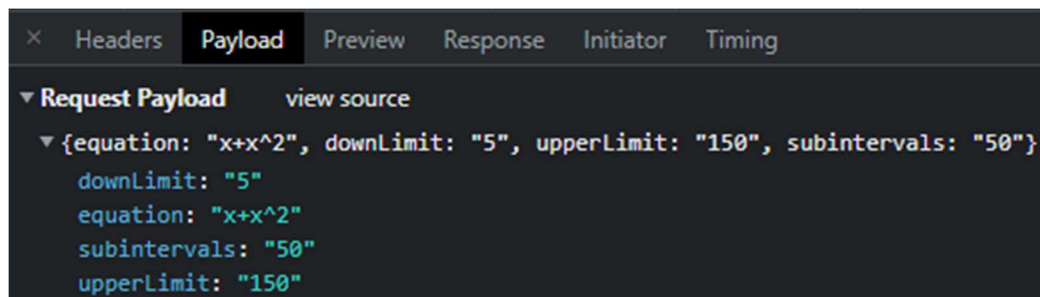 × Headers Payload Preview Response Initiator Timing
▼ Request Payload view source
▼ {equation: "x+x^2", downLimit: "5", upperLimit: "150", subintervals: "50"}
downLimit: "5"
equation: "x+x^2"
subintervals: "50"
upperLimit: "150"